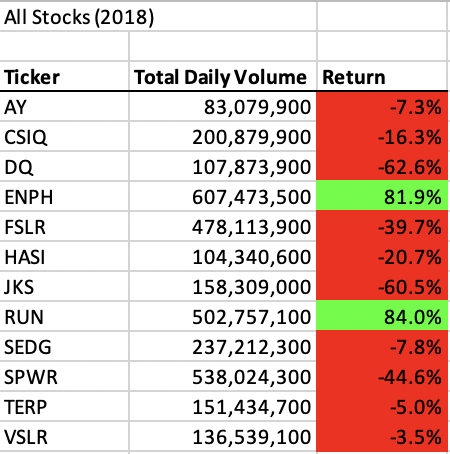 All Stocks (2018)
Ticker Total Daily Volume Return
AY 83,079,900 -7.3%
CSIQ 200,879,900 -16.3%
DQ 107,873,900 -62.6%
ENPH 607,473,500 81.9%
FSLR 478,113,900 -39.7%
HASI 104,340,600 -20.7%
JKS 158,309,000 -60.5%
RUN 502,757,100 84.0%
SEDG 237,212,300 -7.8%
SPWR 538,024,300 -44.6%
TERP 151,434,700 -5.0%
VSLR 136,539,100 -3.5%